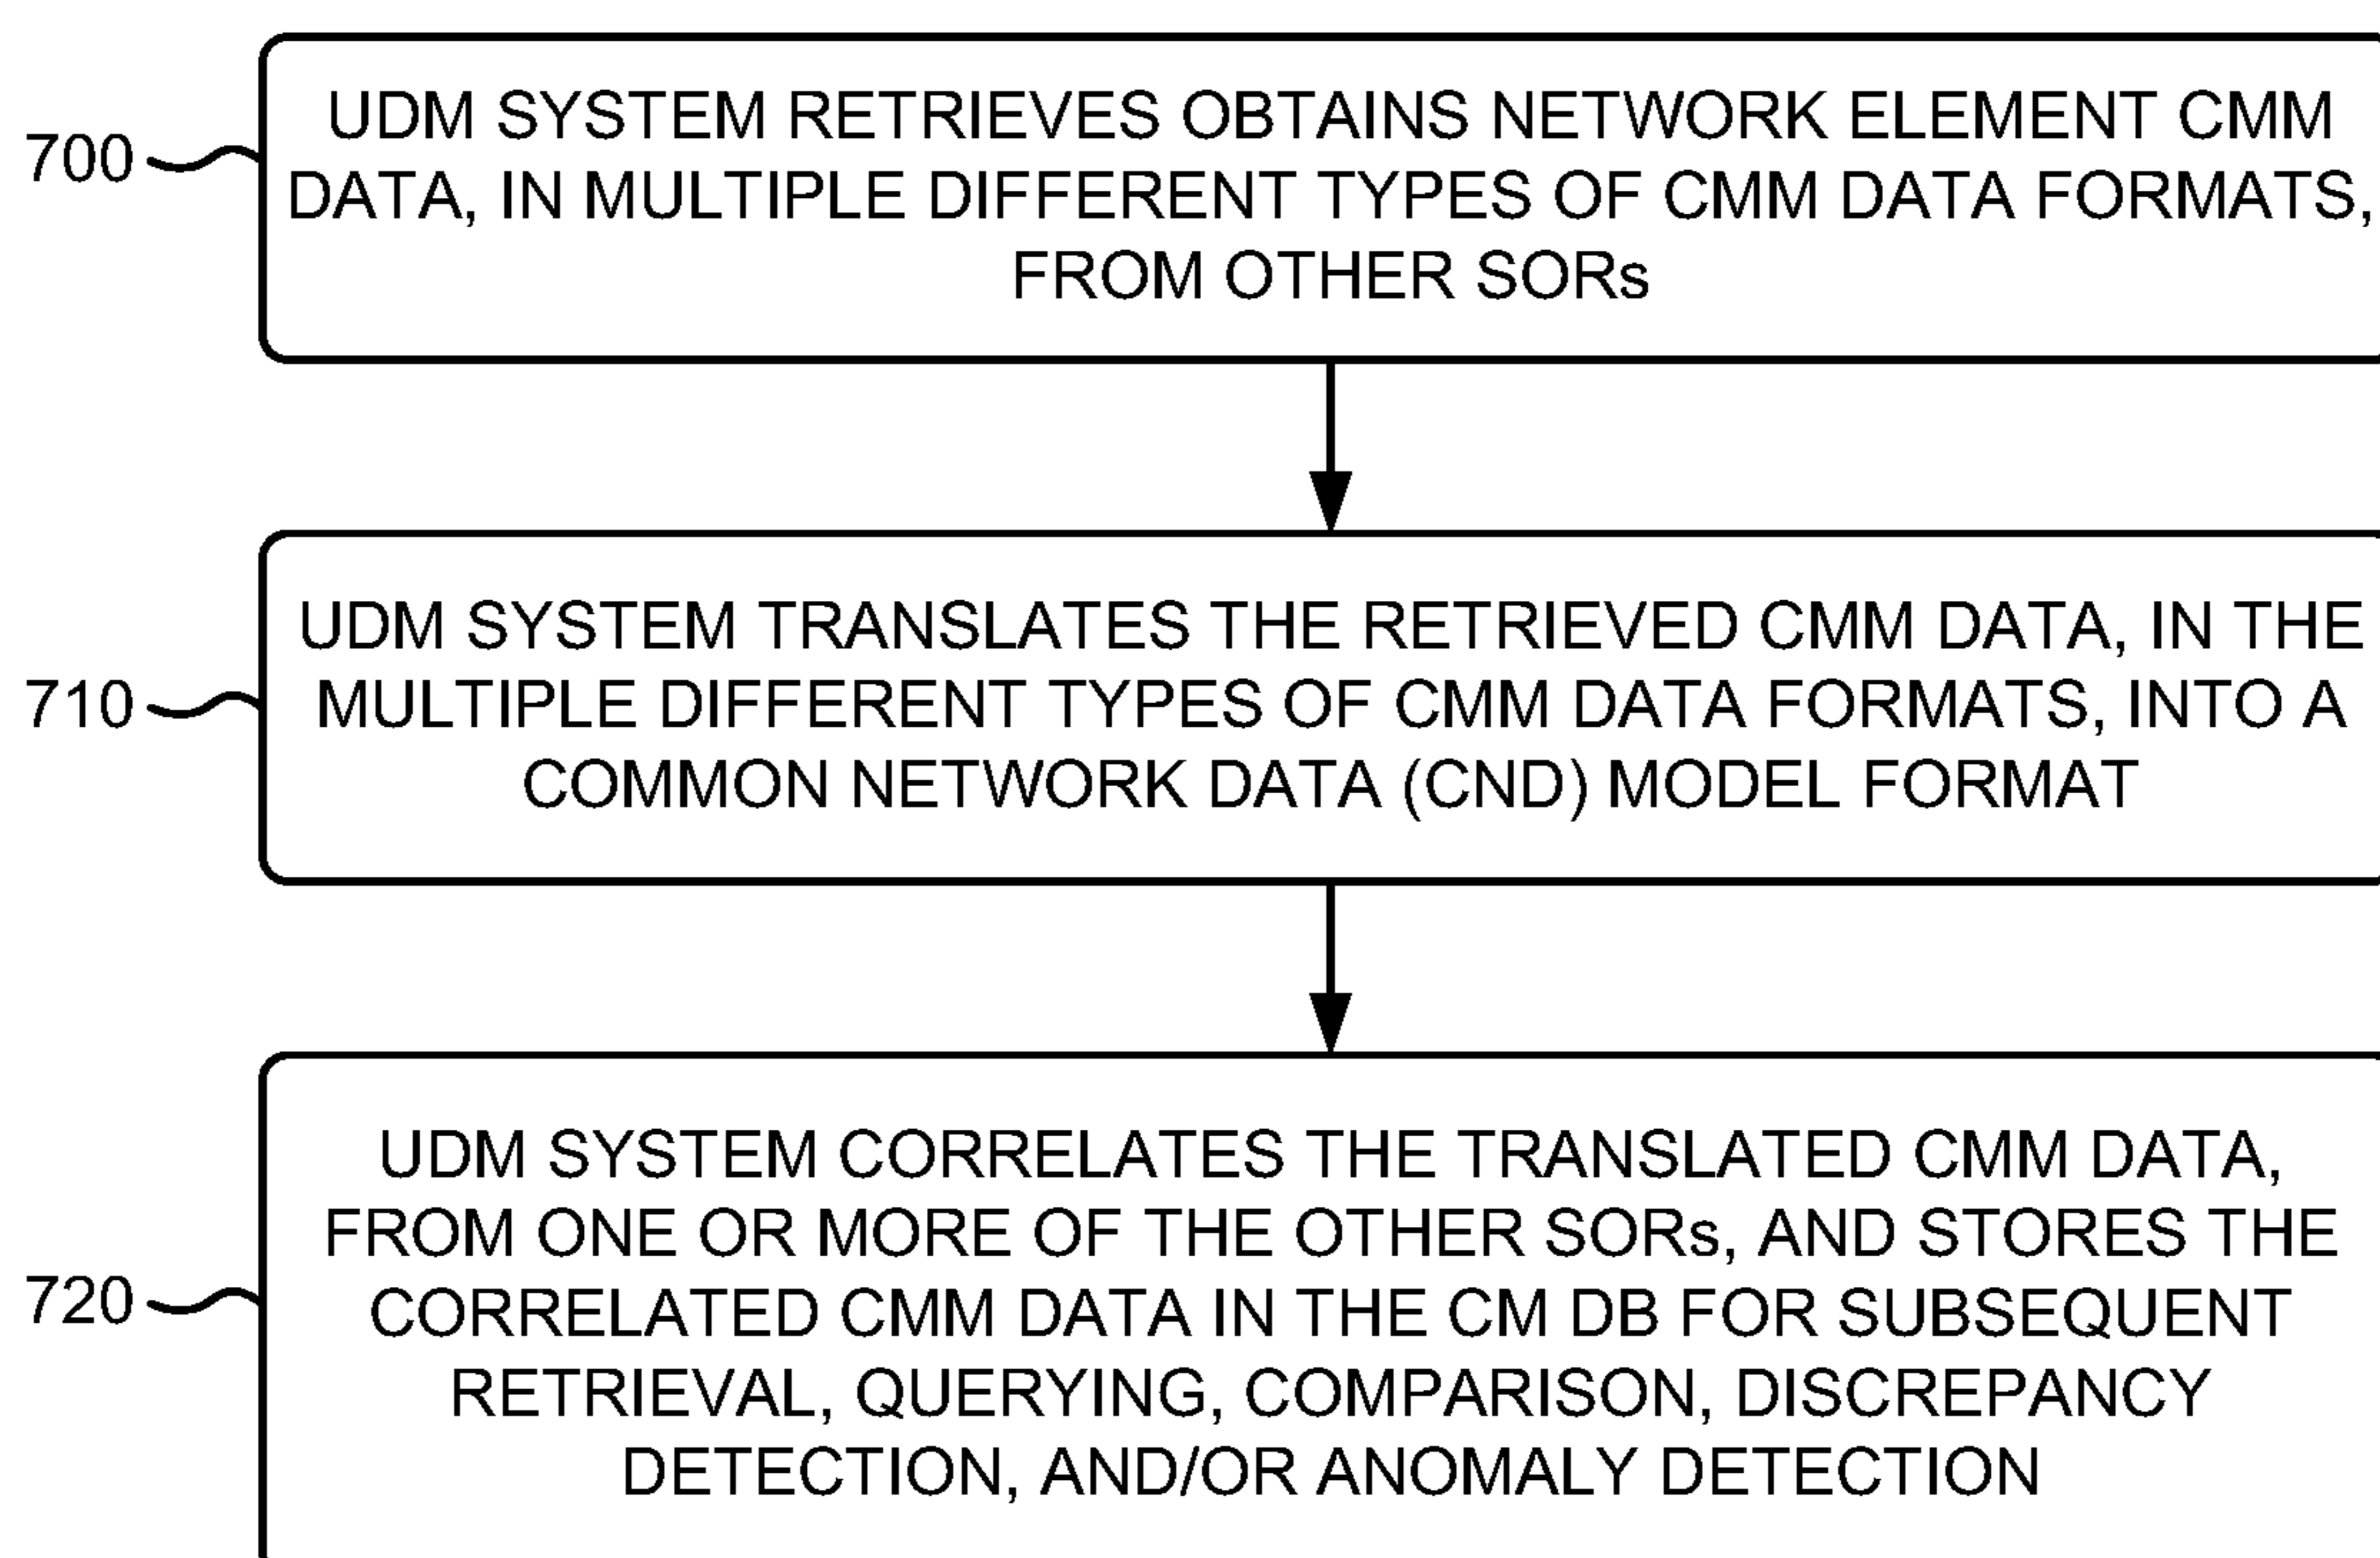 UDM SYSTEM RETRIEVES OBTAINS NETWORK ELEMENT CMM
700
DATA, IN MULTIPLE DIFFERENT TYPES OF CMM DATA FORMATS,
FROM OTHER SORs
UDM SYSTEM TRANSLATES THE RETRIEVED CMM DATA, IN THE
710
MULTIPLE DIFFERENT TYPES OF CMM DATA FORMATS, INTO A
COMMON NETWORK DATA (CND) MODEL FORMAT
UDM SYSTEM CORRELATES THE TRANSLATED CMM DATA,
FROM ONE OR MORE OF THE OTHER SORs, AND STORES THE
720
CORRELATED CMM DATA IN THE CM DB FOR SUBSEQUENT
RETRIEVAL, QUERYING, COMPARISON, DISCREPANCY
DETECTION, AND/OR ANOMALY DETECTION